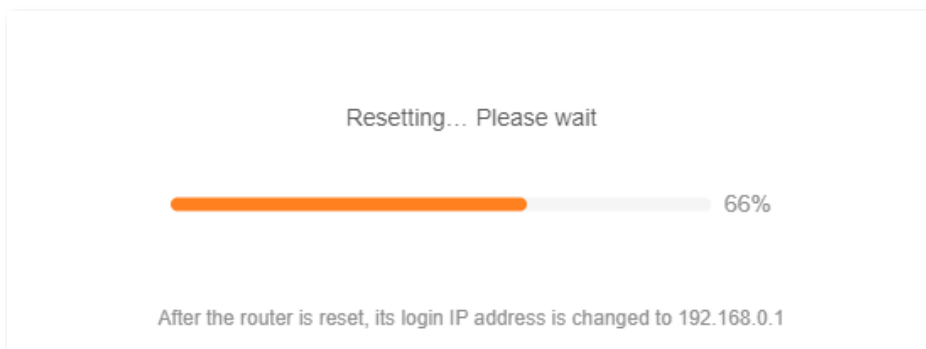 Resetting... Please wait
66%
After the router is reset, its login IP address is changed to 192.168.0.1